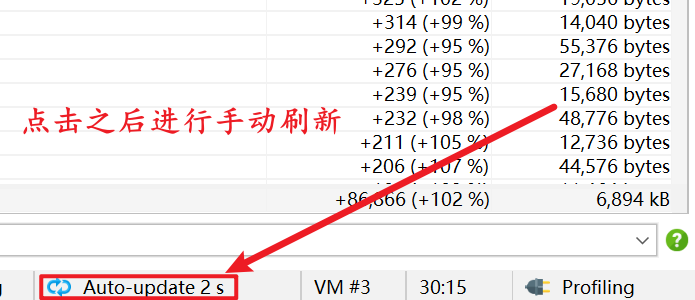 +314 (+99 %) 14,040 bytes
+292 (+95 %) 55,376 bytes
+276 (+95 %) 27,168 bytes
+239 (+95 %) 15,680 bytes
点击之后进行手动刷新
+232 (+98 %) 48,776 bytes
+211 (+105 %) 12,736 bytes
+206 (+107 %) 44,576 bytes
+86,866 (+102 %) 6,894 kB
?
Auto-update 2 s VM #3 30:15 Profiling